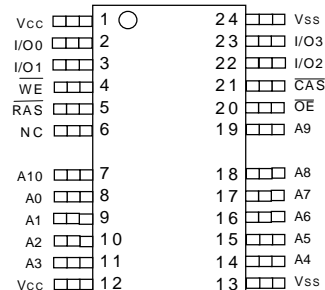 Vcc 1 24 Vss
I/O0 2 23 I/O3
I/O1 3 22 I/O2
WE 4 21 CAS
RAS 5 20 OE
NC 6 19 A9
A10 7 18 A8
A0 8 17 A7
A1 9 16 A6
A2 10 15 A5
A3 11 14 A4
Vcc 12 13 Vss